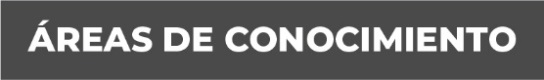 ÁREAS DE CONOCIMIENTO